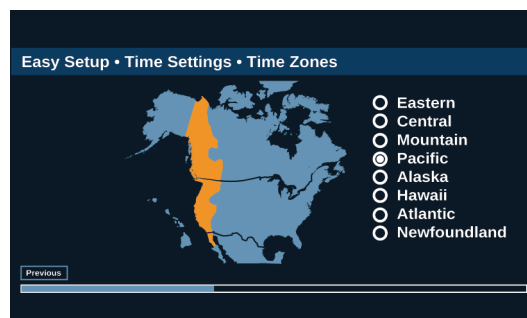 Easy Setup • Time Settings • Time Zones
Eastern
Central
Mountain
Pacific
Alaska
Hawaii
Atlantic
Newfoundland
Previous